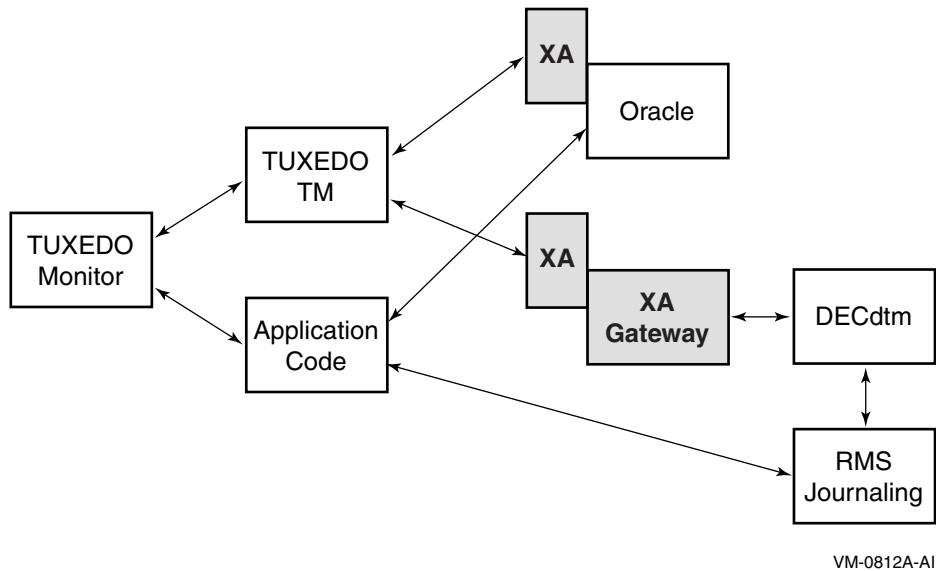 XA
Oracle
TUXEDO
TM
XA
TUXEDO
Monitor
XA
Gateway
DECdtm
Application
Code
RMS
Journaling
VM-0812A-AI